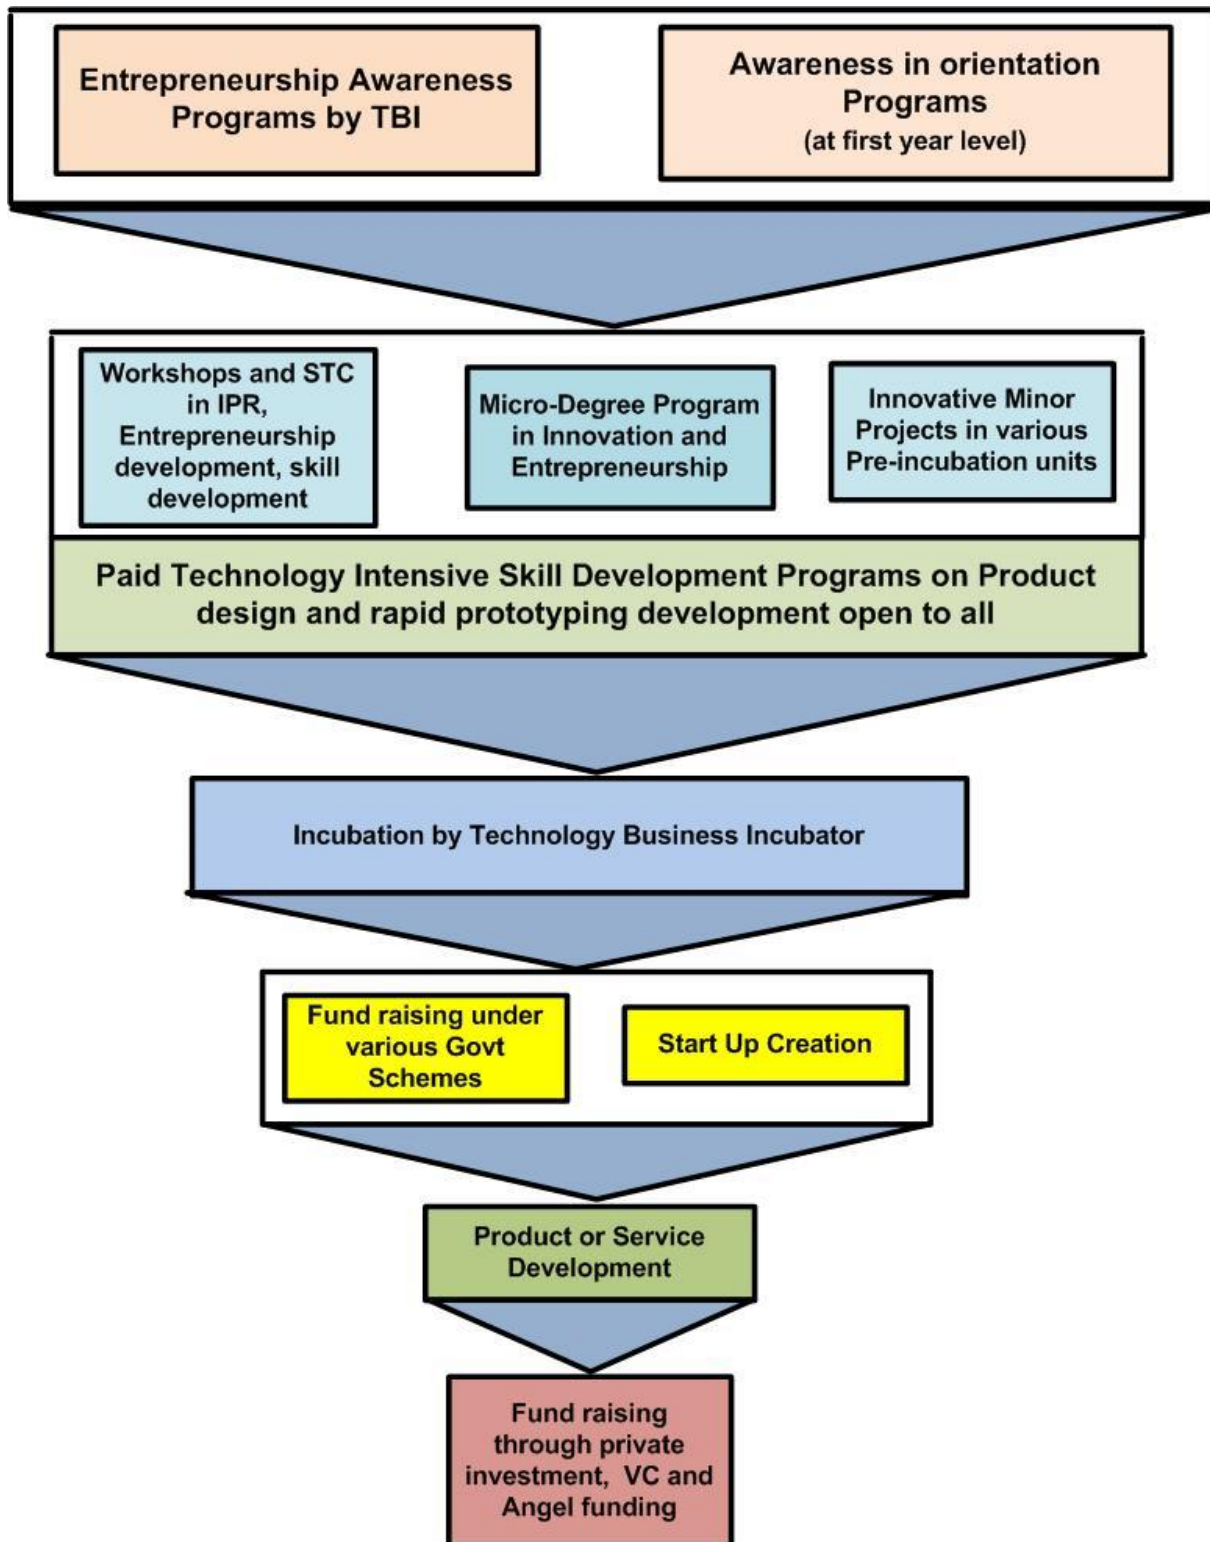 Entrepreneurship Awareness
Programs by TBI
Awareness in orientation
Programs
(at first year level)
Workshops and STC
in IPR,
Entrepreneurship
development, skill
development
Micro-Degree Program
in Innovation and
Entrepreneurship
Innovative Minor
Projects in various
Pre-incubation units
Paid Technology Intensive Skill Development Programs on Product
design and rapid prototyping development open to all
Incubation by Technology Business Incubator
Fund raising under
various Govt
Schemes
Start Up Creation
Product or Service
Development
Fund raising
through private
investment, VC and
Angel funding